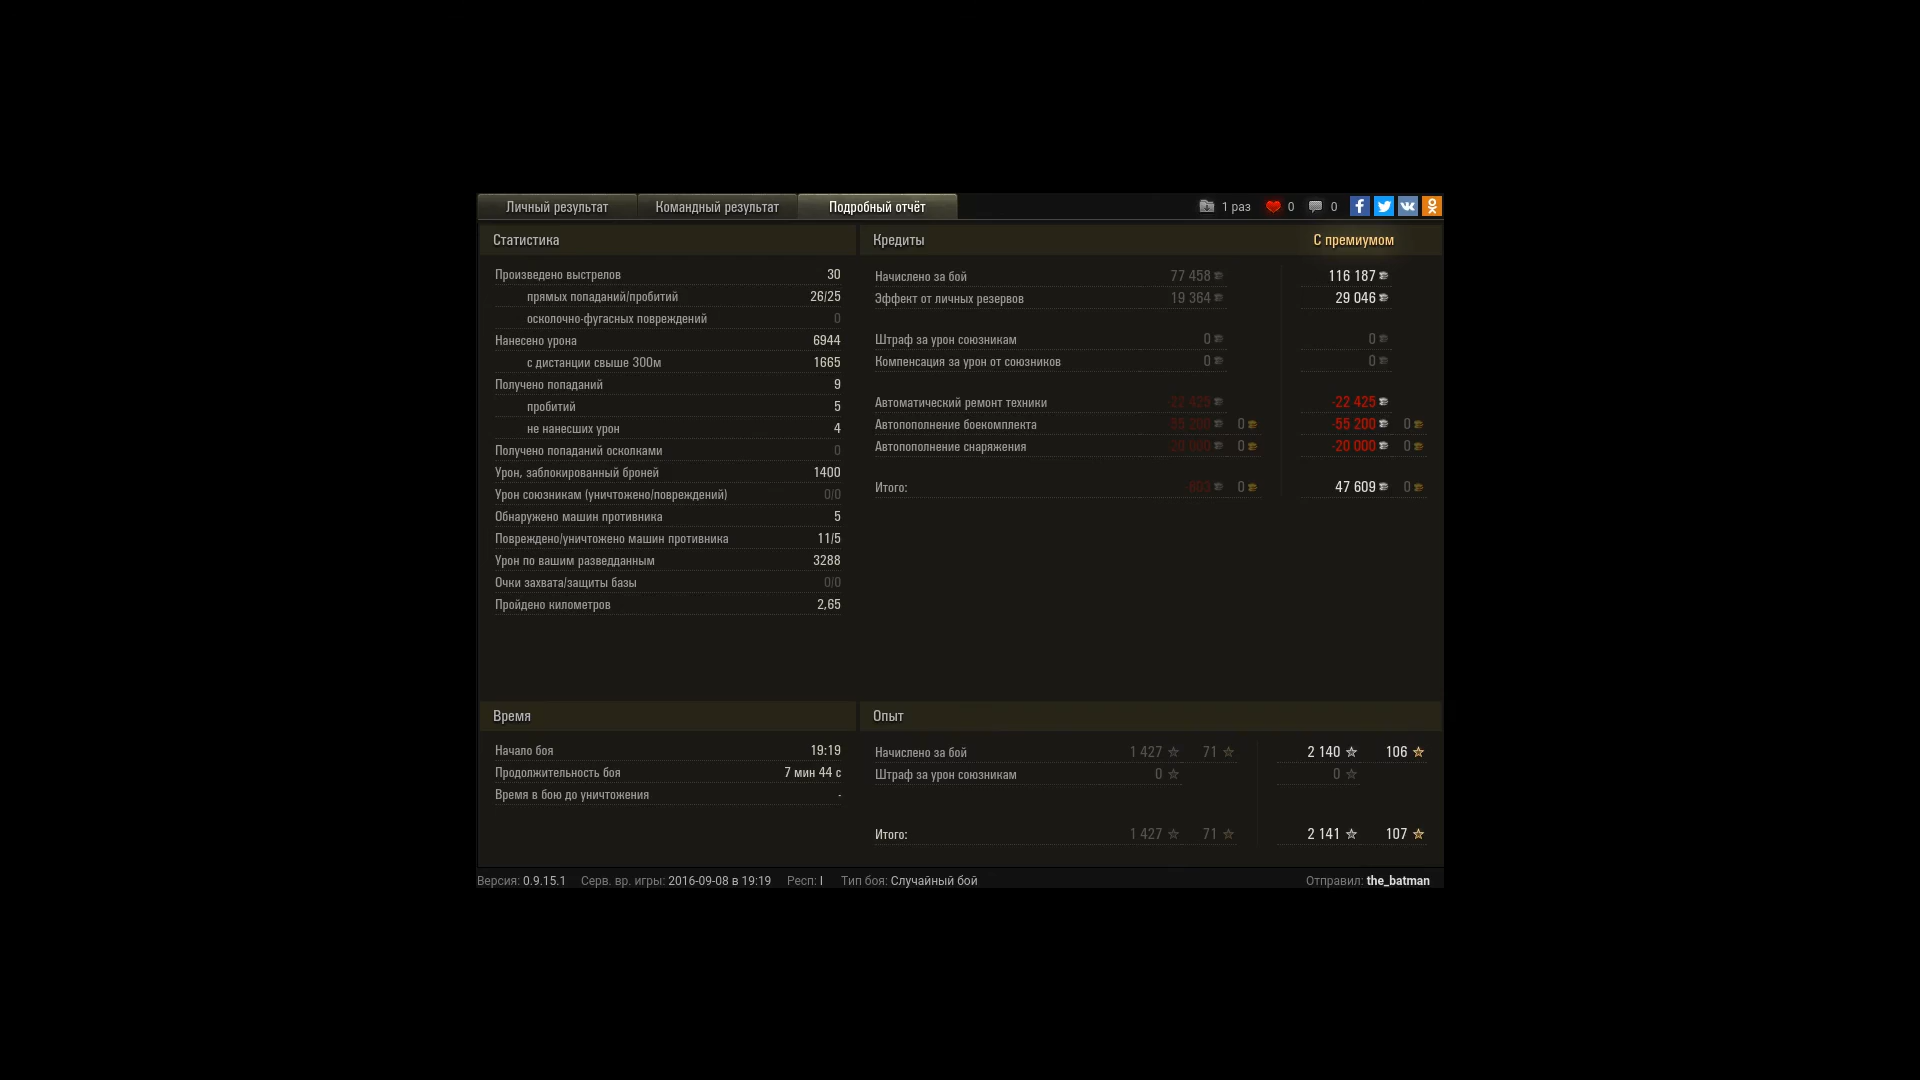 Личный результат Командный результат Подробный отчёт 1 раз 0 0
Статистика
Произведено выстрелов 30
прямых попаданий/пробитий 26/25
осколочно-фугасных повреждений 0
Нанесено урона 6944
с дистанции свыше 300м 1665
Получено попаданий 9
пробитий 5
не нанесших урон 4
Получено попаданий осколками 0
Урон, заблокированный броней 1400
Урон союзникам (уничтожено/повреждений) 0/0
Обнаружено машин противника 5
Повреждено/уничтожено машин противника 11/5
Урон по вашим разведданным 3288
Очки захвата/защиты базы 0/0
Пройдено километров 2,65
Кредиты С премиумом
Начислено за бой 77 458 116 187
Эффект от личных резервов 19 364 29 046
Штраф за урон союзникам 0 0
Компенсация за урон от союзников 0 0
Автоматический ремонт техники -22 425 -22 425
Автопополнение боекомплекта -55 200 0 -55 200 0
Автопополнение снаряжения -20 000 0 -20 000 0
Итого: -803 0 47 609 0
Время
Начало боя 19:19
Продолжительность боя 7 мин 44 с
Время в бою до уничтожения -
Опыт
Начислено за бой 1 427 71 2 140 106
Штраф за урон союзникам 0 0
Итого: 1 427 71 2 141 107
Версия: 0.9.15.1 Серв. вр. игры: 2016-09-08 в 19:19 Респ: I Тип боя: Случайный бой Отправил: the_batman